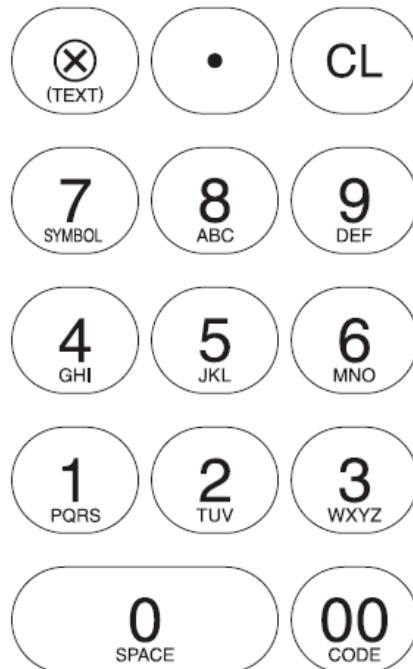 ⊗ • CL
(TEXT)
7 8 9
SYMBOL ABC DEF
4 5 6
GHI JKL MNO
1 2 3
PQRS TUV WXYZ
0 00
SPACE CODE